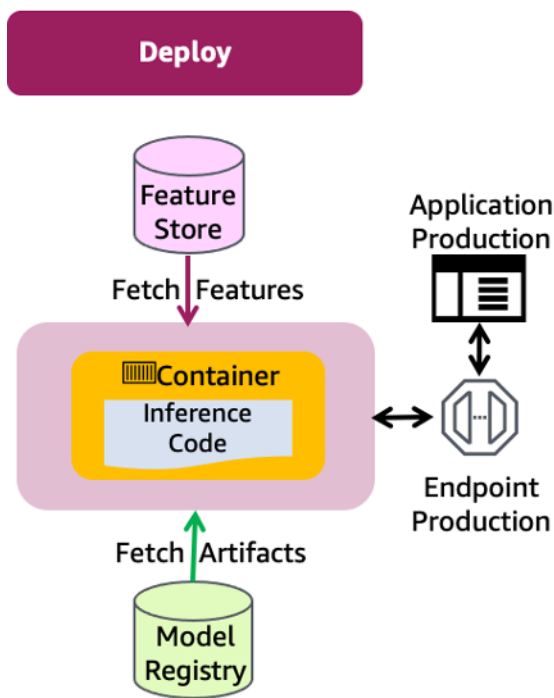 Deploy
Feature
Store
Fetch Features
Application
Production
Container
Inference
Code
Endpoint
Production
Fetch Artifacts
Model
Registry